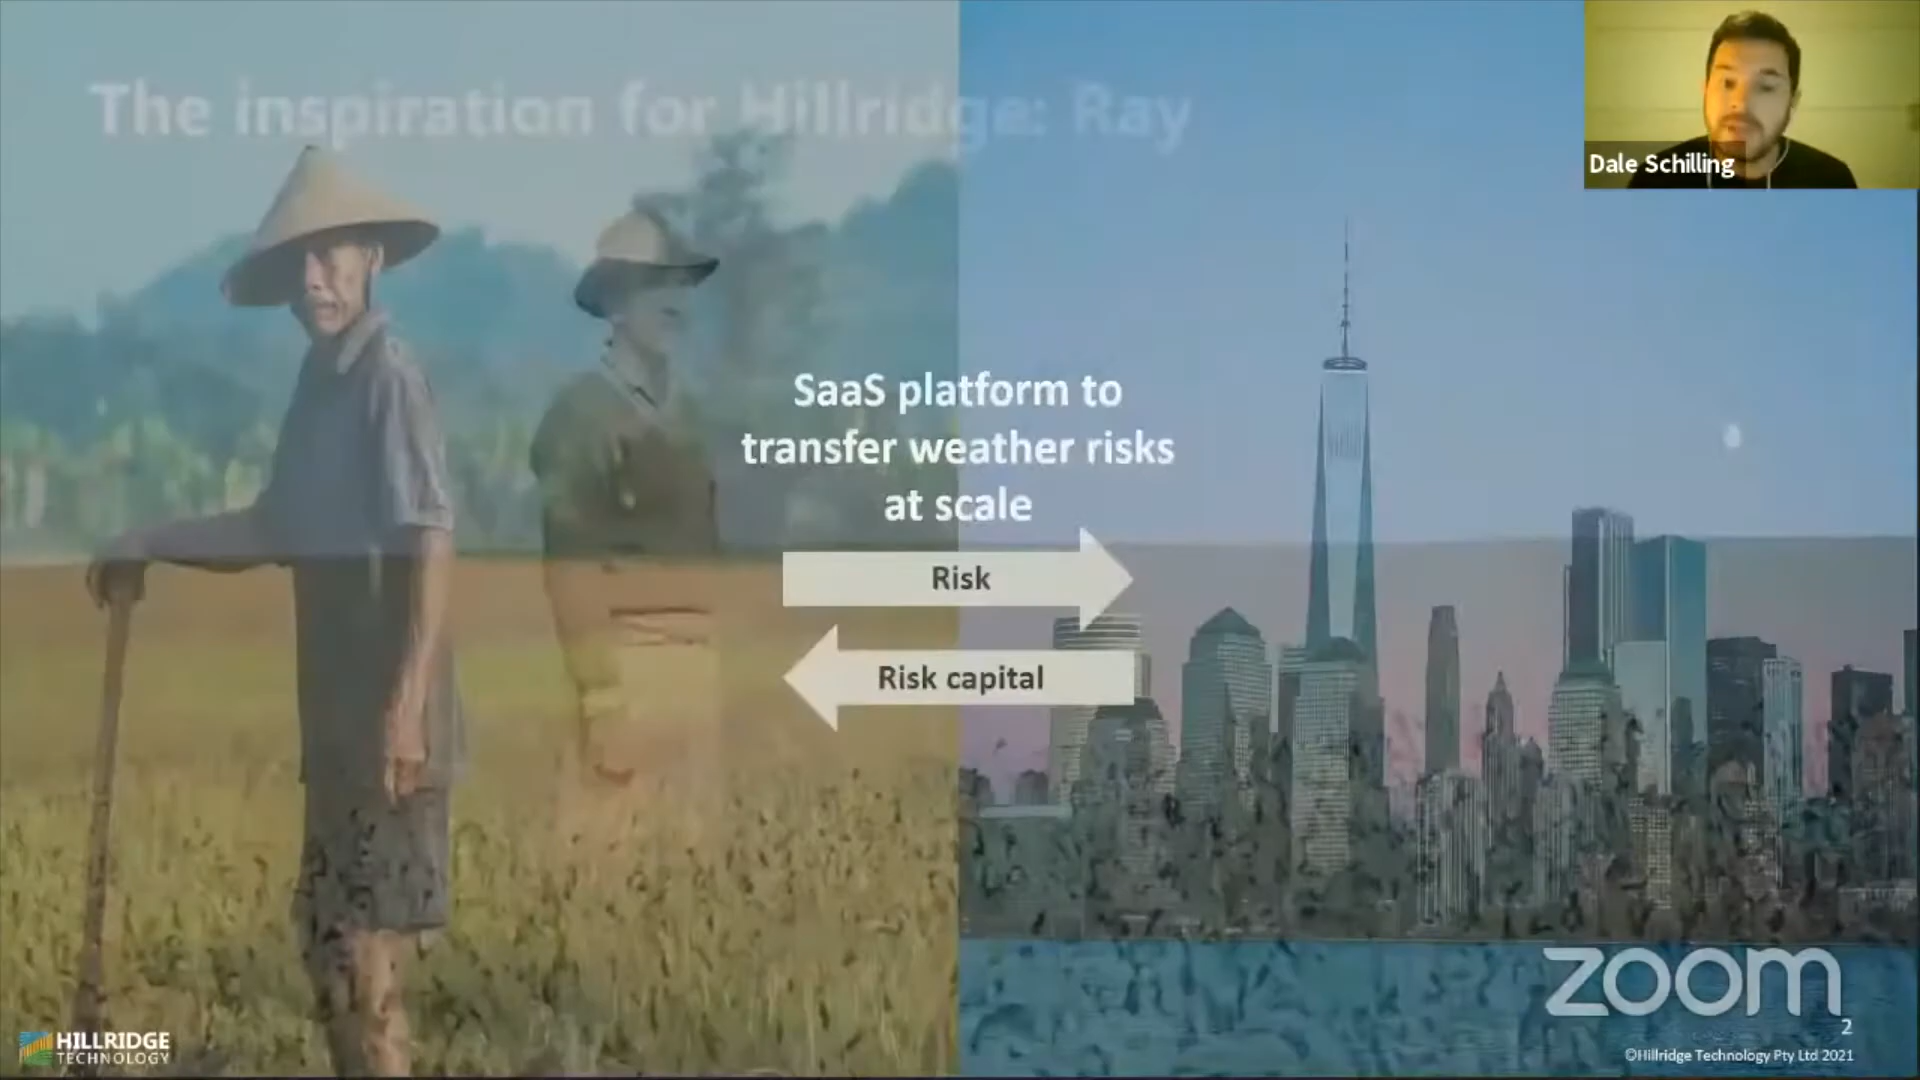 The inspiration for Hillridge: Ray
Dale Schilling
SaaS platform to
transfer weather risks
at scale
Risk
Risk capital
zoom
2
HILLRIDGE
TECHNOLOGY
©Hillridge Technology Pty Ltd 2021